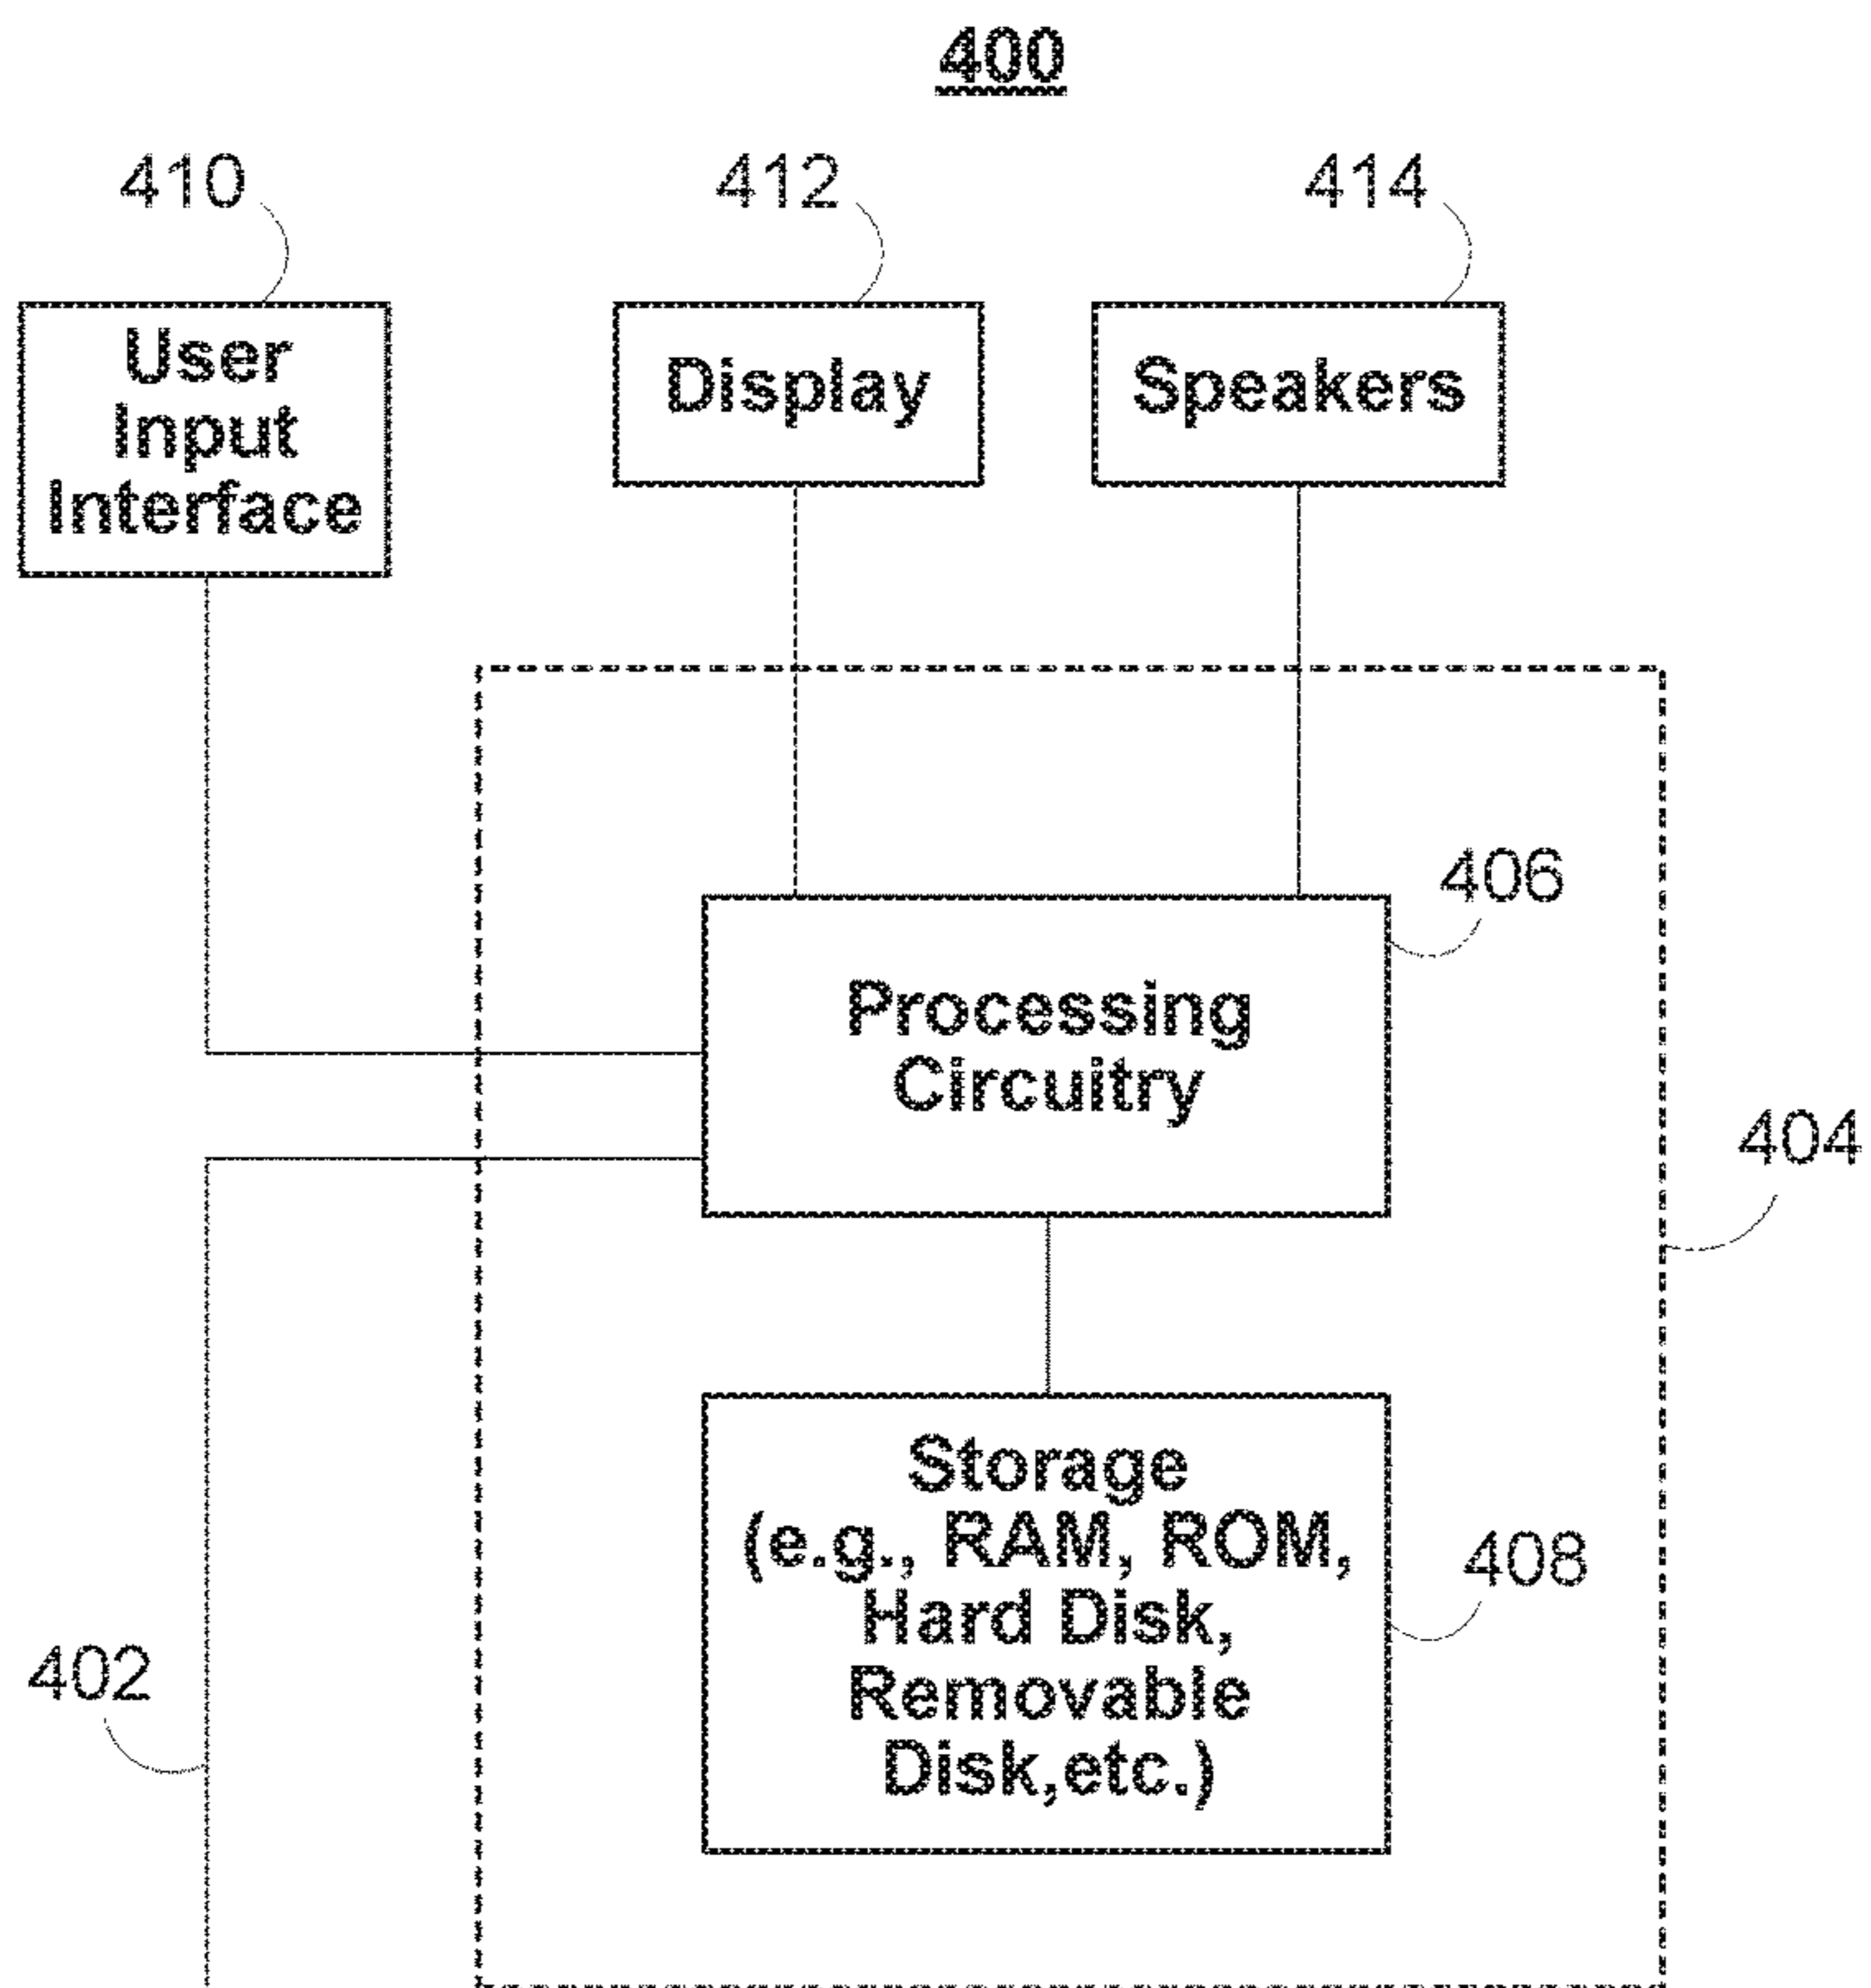 400
410
412
414
User
Input
Interface
Display
Speakers
406
Processing
Circuitry
404
Storage
(e.g., RAM, ROM,
Hard Disk,
Removable
Disk,etc.)
408
402